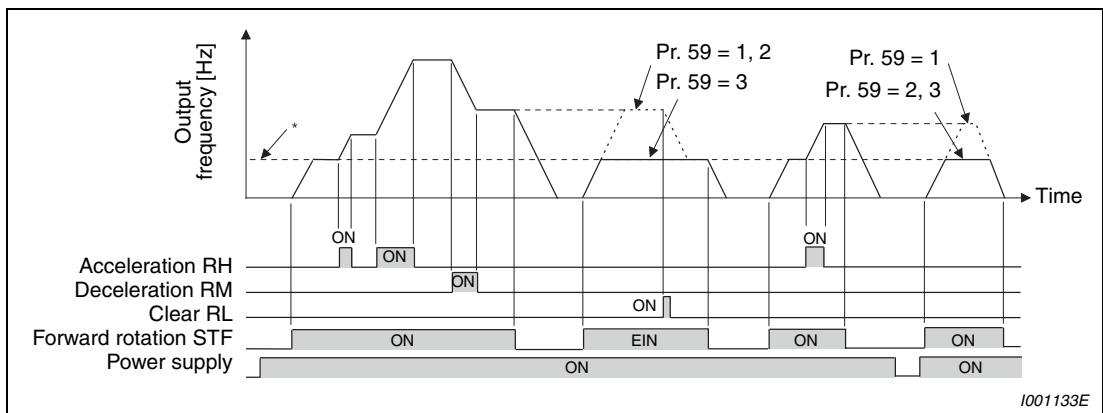 Output
frequency [Hz]
*
Pr. 59 = 1, 2
Pr. 59 = 3
Pr. 59 = 1
Pr. 59 = 2, 3
Time
ON
ON
ON
Acceleration RH
ON
Deceleration RM
ON
Clear RL
Forward rotation STF
ON
EIN
ON
ON
Power supply
ON
ON
I001133E